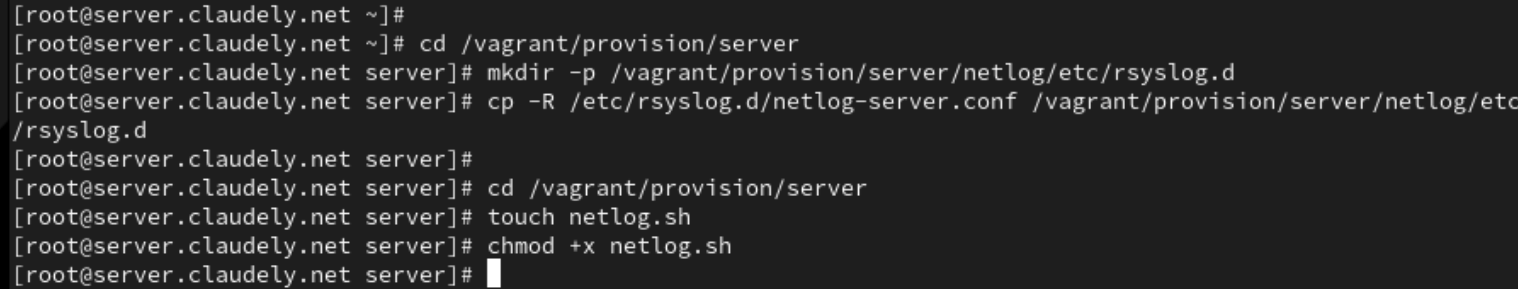 [root@server.claudely.net ~]#
[root@server.claudely.net ~]# cd /vagrant/provision/server
[root@server.claudely.net server]# mkdir -p /vagrant/provision/server/netlog/etc/rsyslog.d
[root@server.claudely.net server]# cp -R /etc/rsyslog.d/netlog-server.conf /vagrant/provision/server/netlog/etc
/rsyslog.d
[root@server.claudely.net server]#
[root@server.claudely.net server]# cd /vagrant/provision/server
[root@server.claudely.net server]# touch netlog.sh
[root@server.claudely.net server]# chmod +x netlog.sh
[root@server.claudely.net server]#